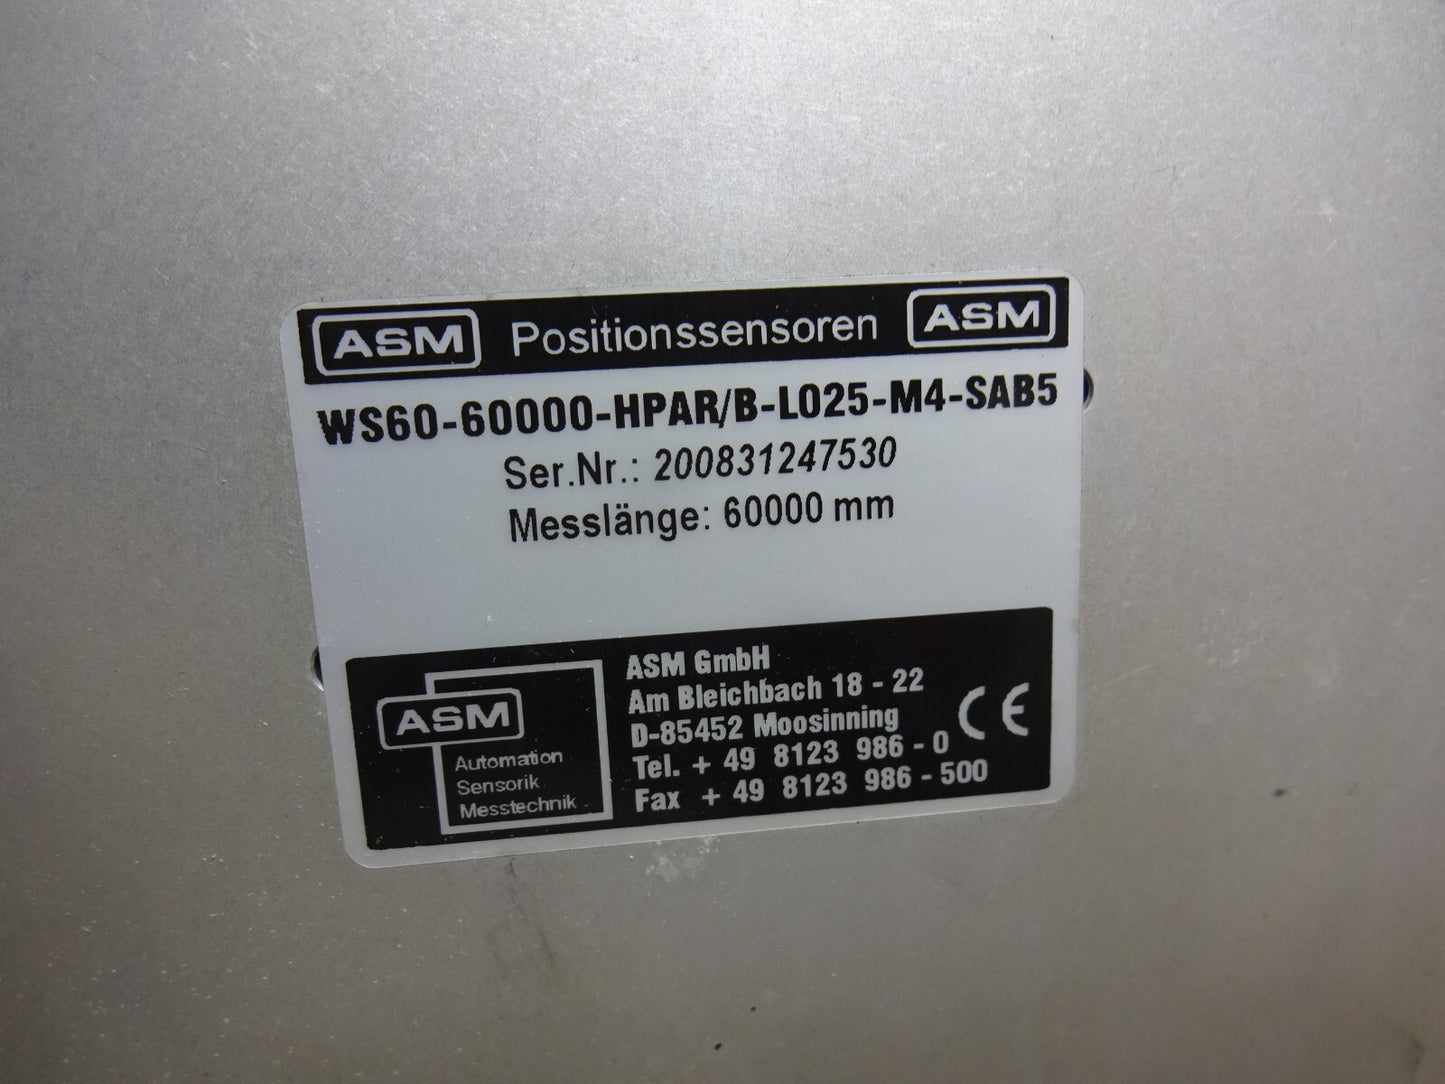 ASM Positionssensoren ASM
WS60-60000-HPAR/B-L025-M4-SAB5
Ser.Nr.: 200831247530
Messlänge: 60000 mm
ASM
Automation
Sensorik
Messtechnik
ASM GmbH
Am Bleichbach 18 - 22
D-85452 Moosinning
Tel. + 49 8123 986 - 0
Fax + 49 8123 986 - 500
CE